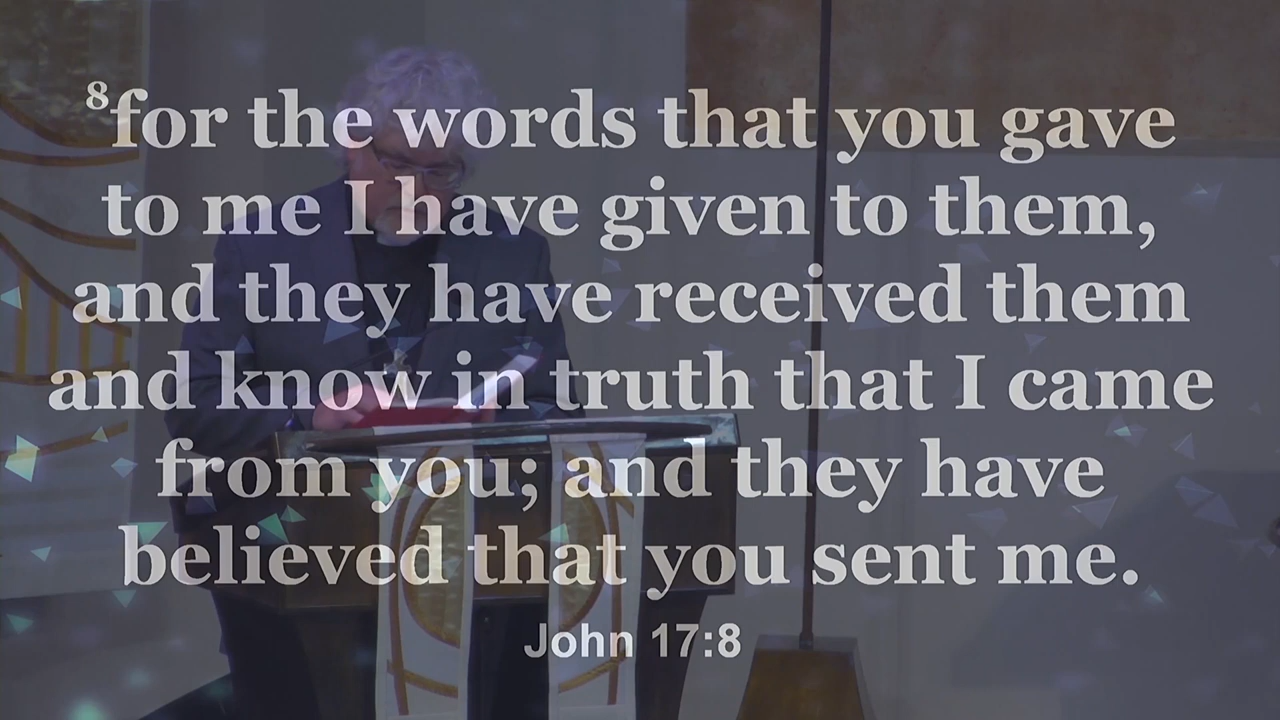 ⁸for the words that you gave
to me I have given to them,
and they have received them
and know in truth that I came
from you; and they have
believed that you sent me.
John 17:8